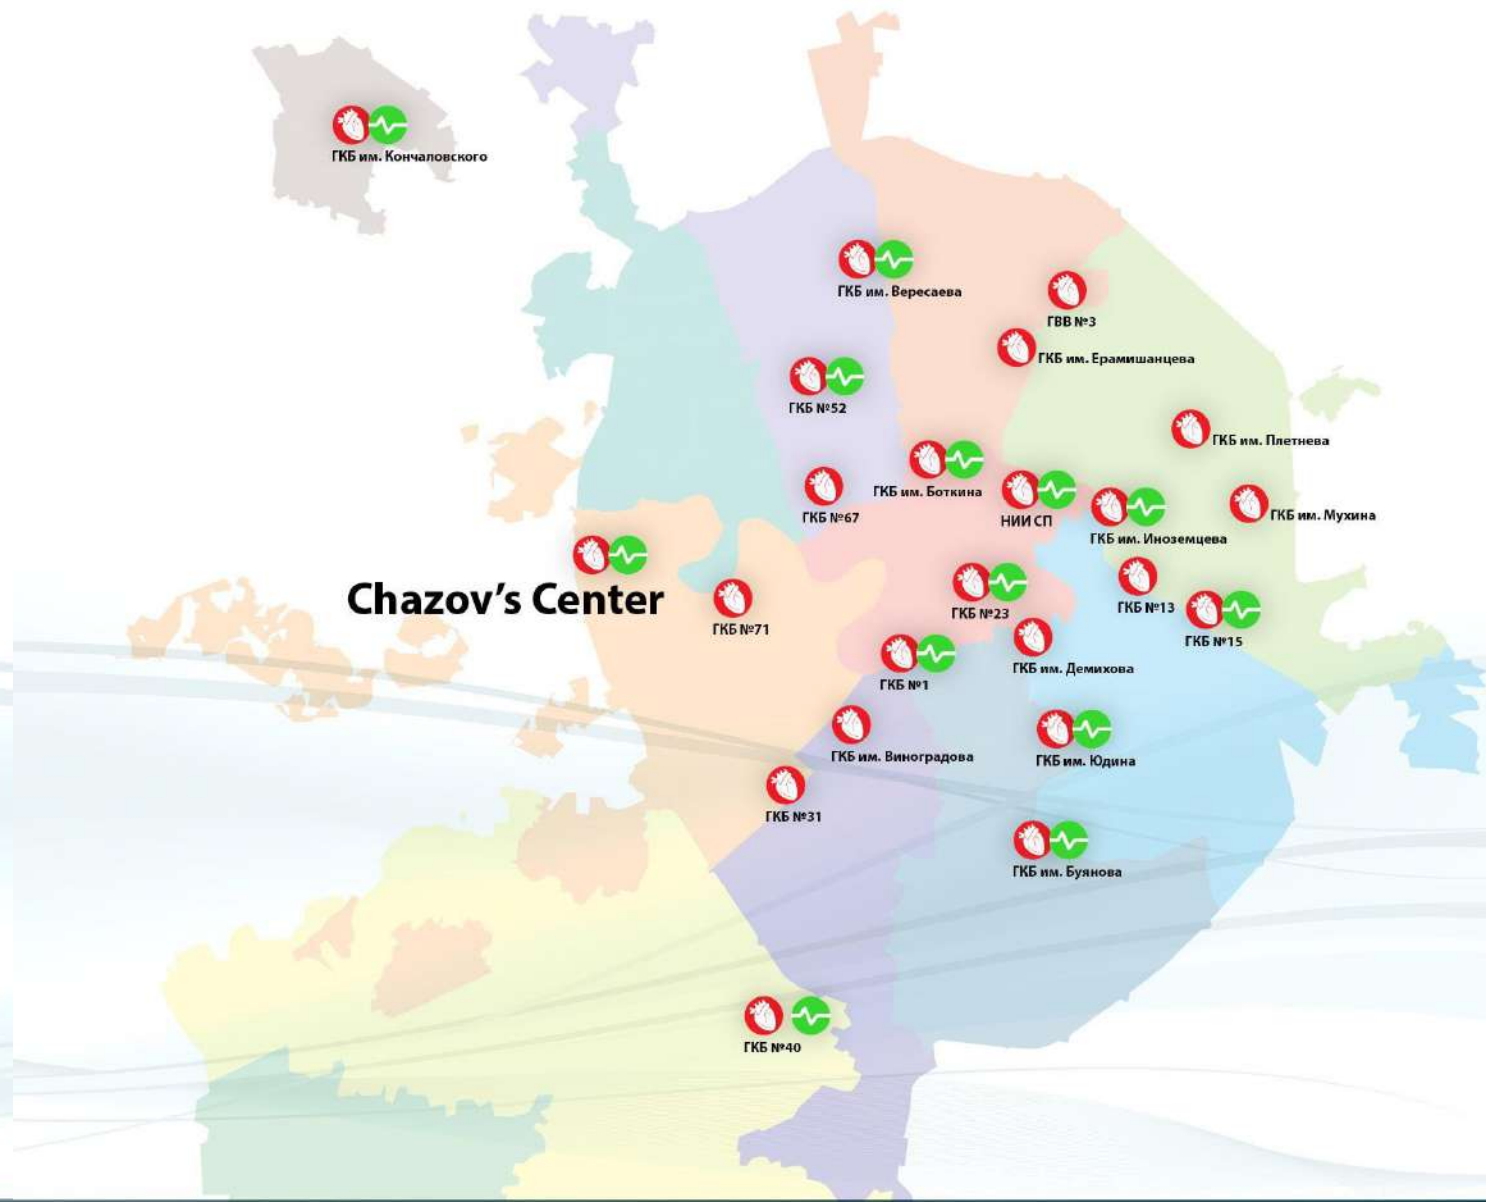 ГКБ им. Кончаловского
ГКБ им. Вересаева
ГВВ №3
ГКБ им. Ерамишанцева
ГКБ №52
ГКБ им. Плетнева
ГКБ им. Боткина
ГКБ №67
НИИ СП
ГКБ им. Мухина
ГКБ им. Иноземцева
Chazov's Center
ГКБ №71
ГКБ №23
ГКБ №13
ГКБ №15
ГКБ им. Демихова
ГКБ №1
ГКБ им. Виноградова
ГКБ им. Юдина
ГКБ №31
ГКБ им. Буянова
ГКБ №40